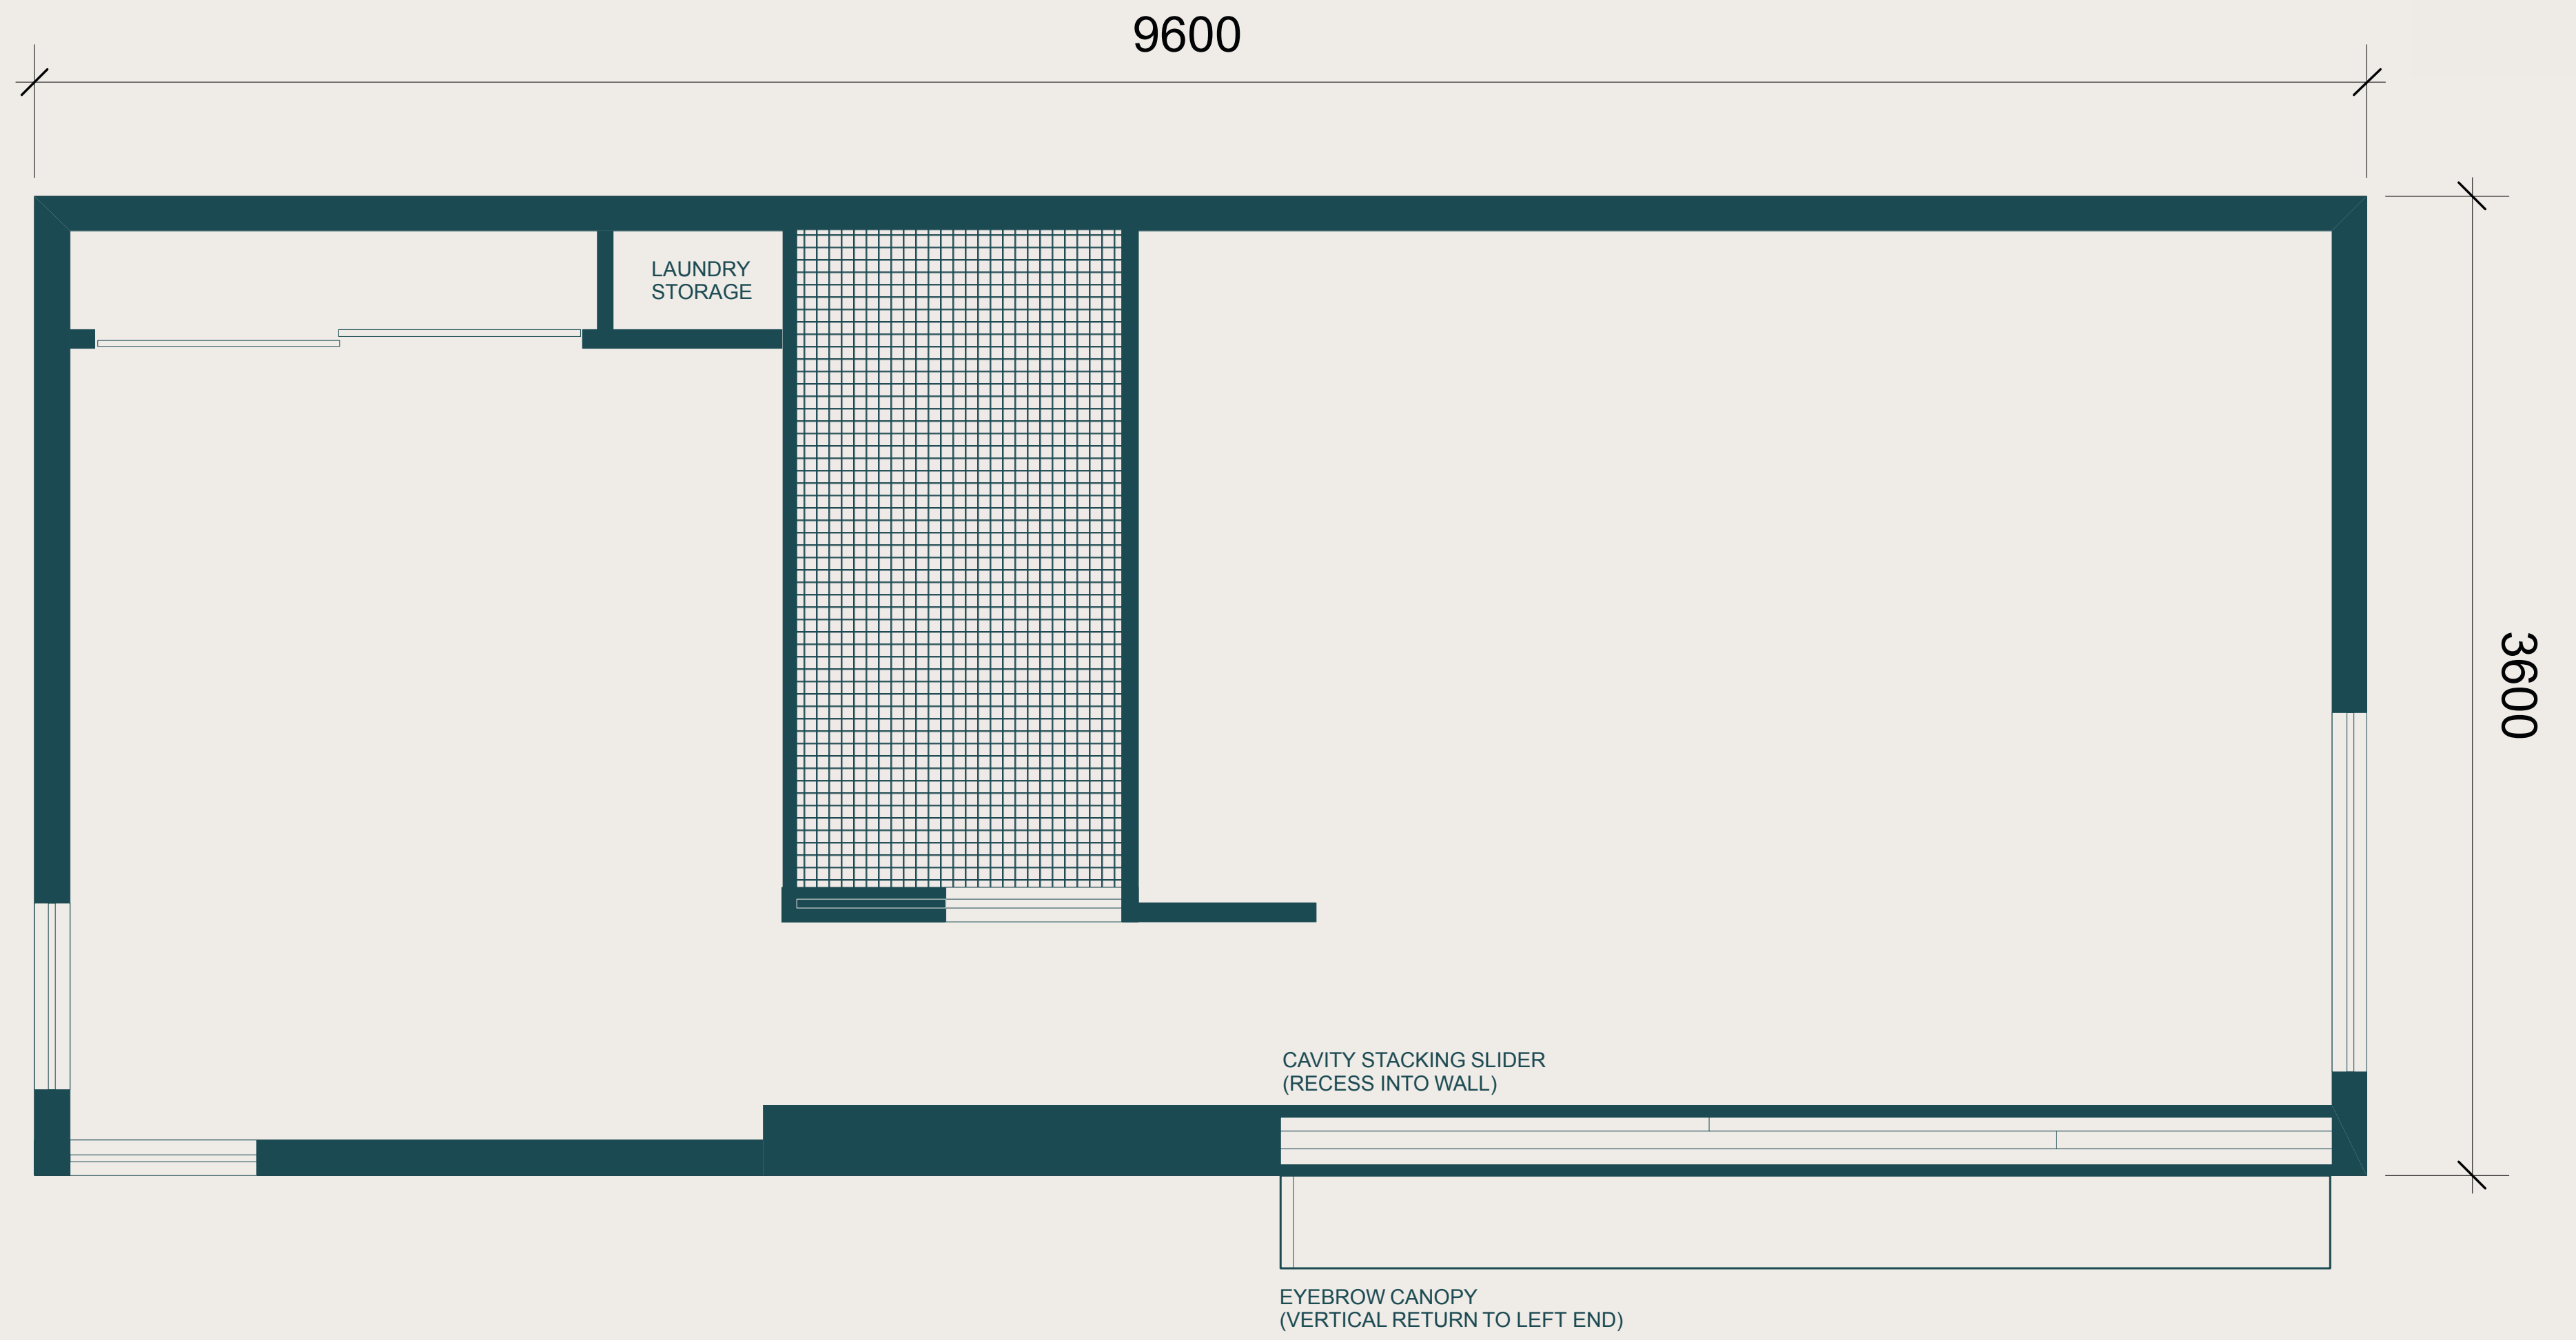 9600
LAUNDRY
STORAGE
3600
CAVITY STACKING SLIDER
(RECESS INTO WALL)
EYEBROW CANOPY
(VERTICAL RETURN TO LEFT END)